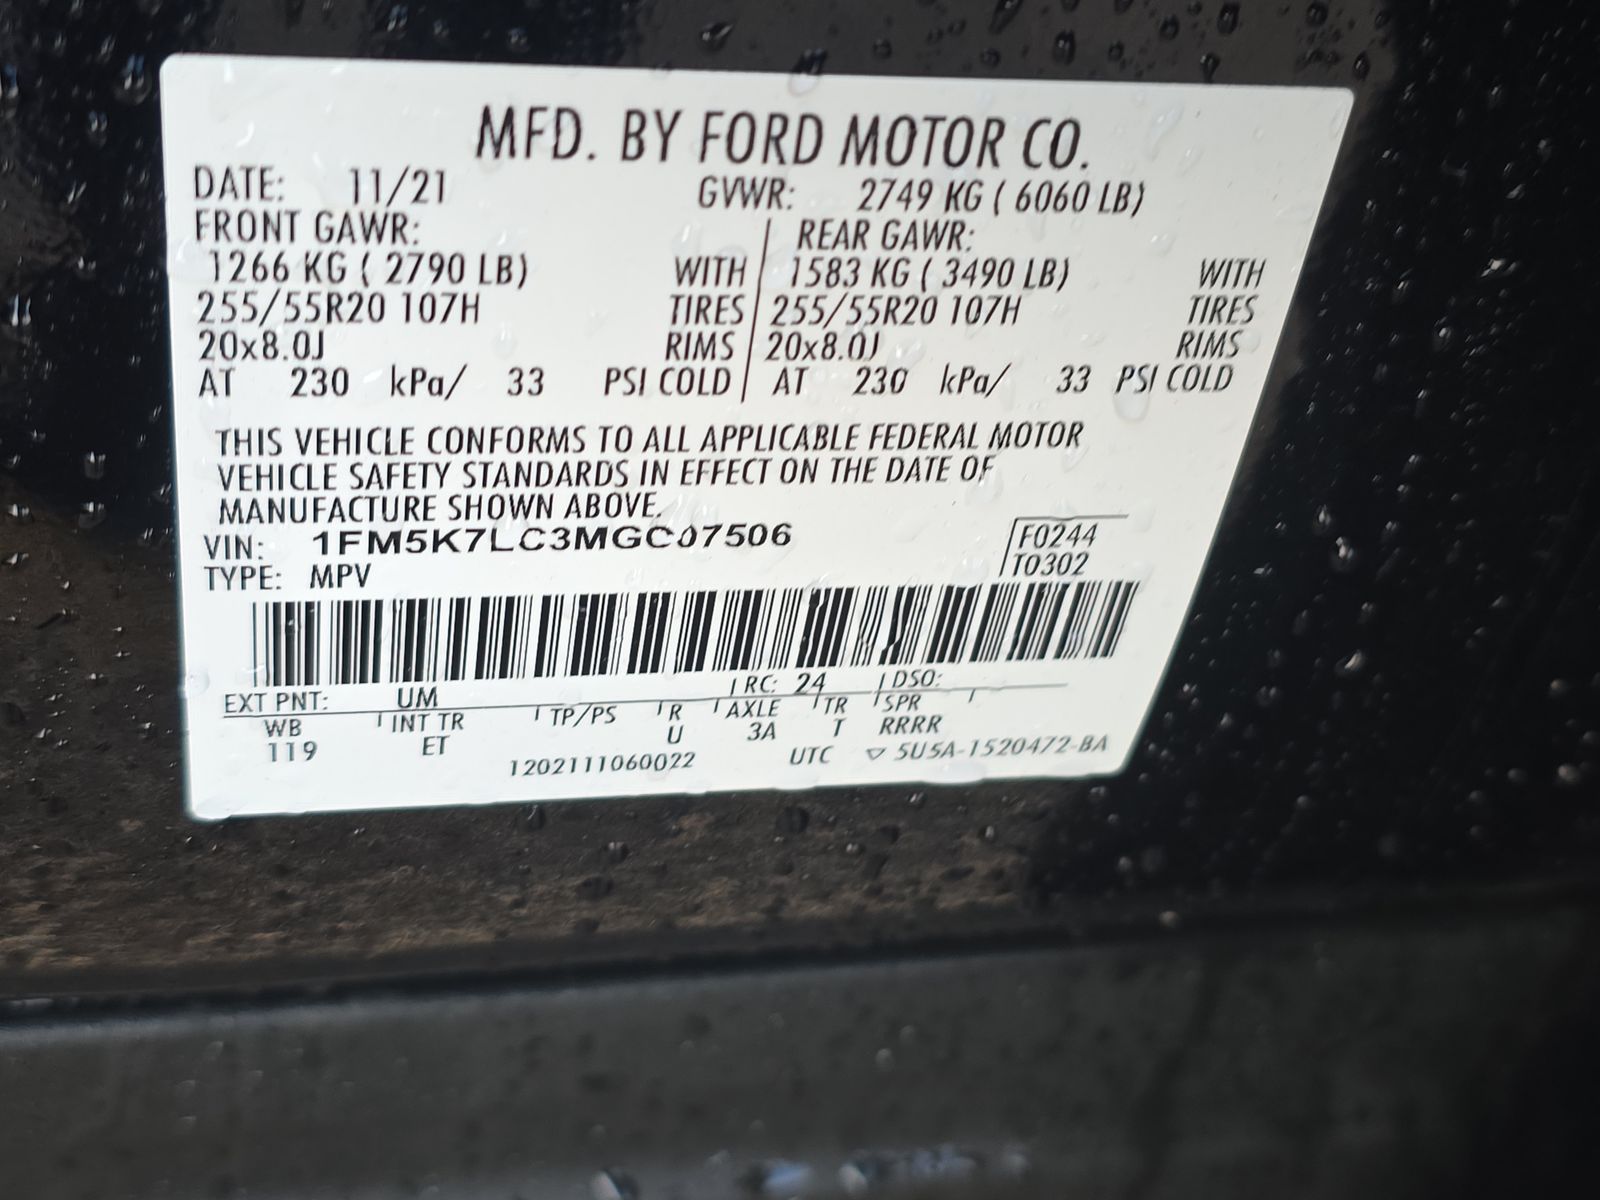 MFD. BY FORD MOTOR CO.
DATE: 11/21 GVWR: 2749 KG ( 6060 LB)
FRONT GAWR: REAR GAWR:
1266 KG ( 2790 LB) WITH 1583 KG ( 3490 LB) WITH
255/55R20 107H TIRES 255/55R20 107H TIRES
20x8.0J RIMS 20x8.0J RIMS
AT 230 kPa/ 33 PSI COLD AT 230 kPa/ 33 PSI COLD
THIS VEHICLE CONFORMS TO ALL APPLICABLE FEDERAL MOTOR
VEHICLE SAFETY STANDARDS IN EFFECT ON THE DATE OF
MANUFACTURE SHOWN ABOVE.
VIN: 1FM5K7LC3MGC07506 F0244
TYPE: MPV T0302
EXT PNT: UM RC: 24 DSO:
WB INT TR TP/PS R AXLE TR SPR
119 ET U 3A T RRRR
1202111060022 UTC ▽ 5U5A-1520472-BA